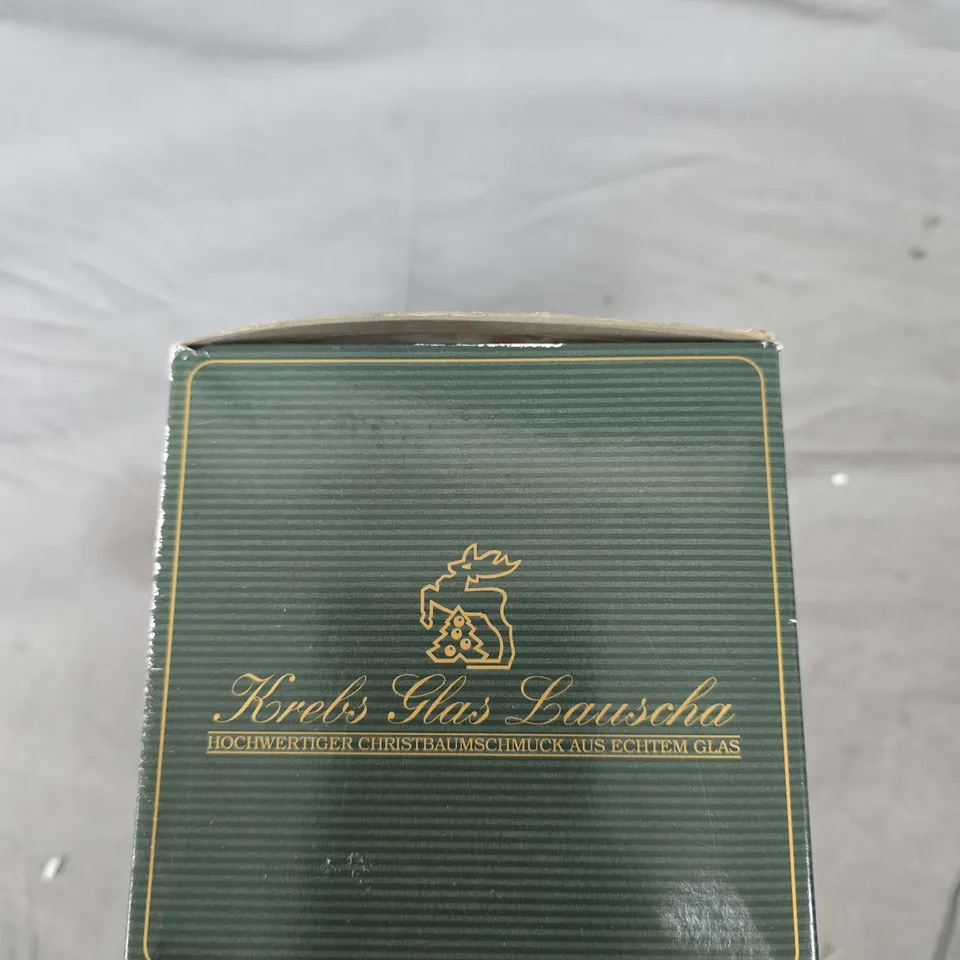 Krebs Glas Lauscha
HOCHWERTIGER CHRISTBAUMSCHMUCK AUS ECHTEM GLAS